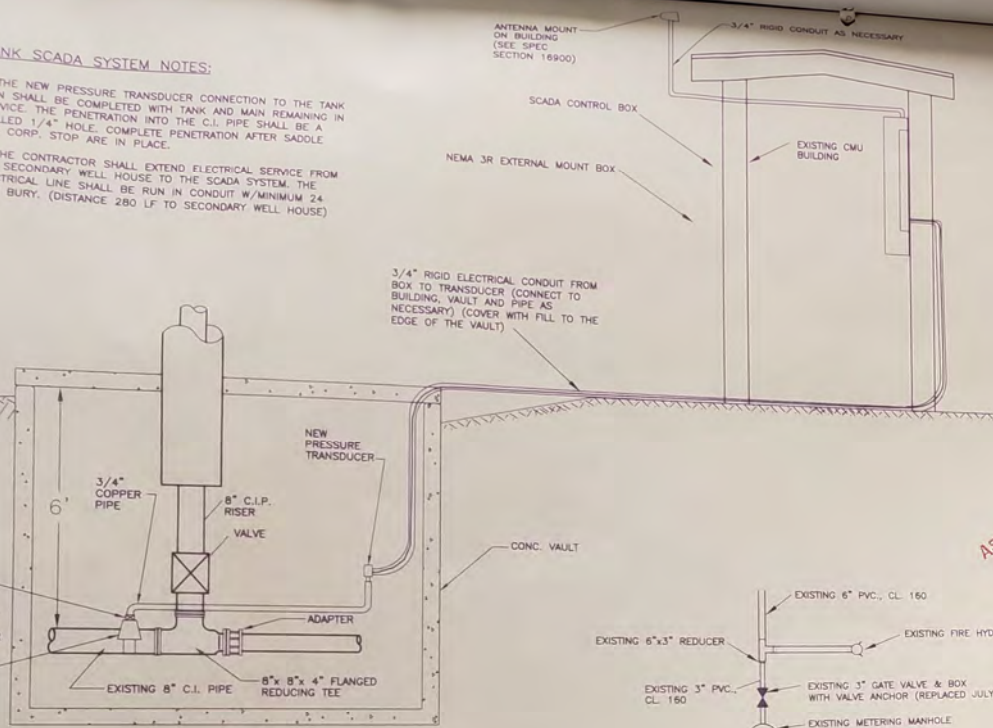 NK SCADA SYSTEM NOTES:
THE NEW PRESSURE TRANSDUCER CONNECTION TO THE TANK
N SHALL BE COMPLETED WITH TANK AND MAIN REMAINING IN
VICE. THE PENETRATION INTO THE C.I. PIPE SHALL BE A
LLED 1/4" HOLE. COMPLETE PENETRATION AFTER SADDLE
CORP. STOP ARE IN PLACE.
HE CONTRACTOR SHALL EXTEND ELECTRICAL SERVICE FROM
SECONDARY WELL HOUSE TO THE SCADA SYSTEM. THE
TRICAL LINE SHALL BE RUN IN CONDUIT W/MINIMUM 24
BURY. (DISTANCE 280 LF TO SECONDARY WELL HOUSE)
ANTENNA MOUNT
ON BUILDING
(SEE SPEC
SECTION 16900)
3/4" RIGID CONDUIT AS NECESSARY
SCADA CONTROL BOX
EXISTING CMU
BUILDING
NEMA 3R EXTERNAL MOUNT BOX
3/4" RIGID ELECTRICAL CONDUIT FROM
BOX TO TRANSDUCER (CONNECT TO
BUILDING, VAULT AND PIPE AS
NECESSARY) (COVER WITH FILL TO THE
EDGE OF THE VAULT)
NEW
PRESSURE
TRANSDUCER
3/4"
COPPER
PIPE
6'
8" C.I.P.
RISER
VALVE
CONC. VAULT
ADAPTER
EXISTING 8" C.I. PIPE
8"x 8"x 4" FLANGED
REDUCING TEE
AS
EXISTING 6" PVC., CL. 160
EXISTING 6"x3" REDUCER
EXISTING FIRE HYD
EXISTING 3" PVC.,
CL. 160
EXISTING 3" GATE VALVE & BOX
WITH VALVE ANCHOR (REPLACED JULY
EXISTING METERING MANHOLE